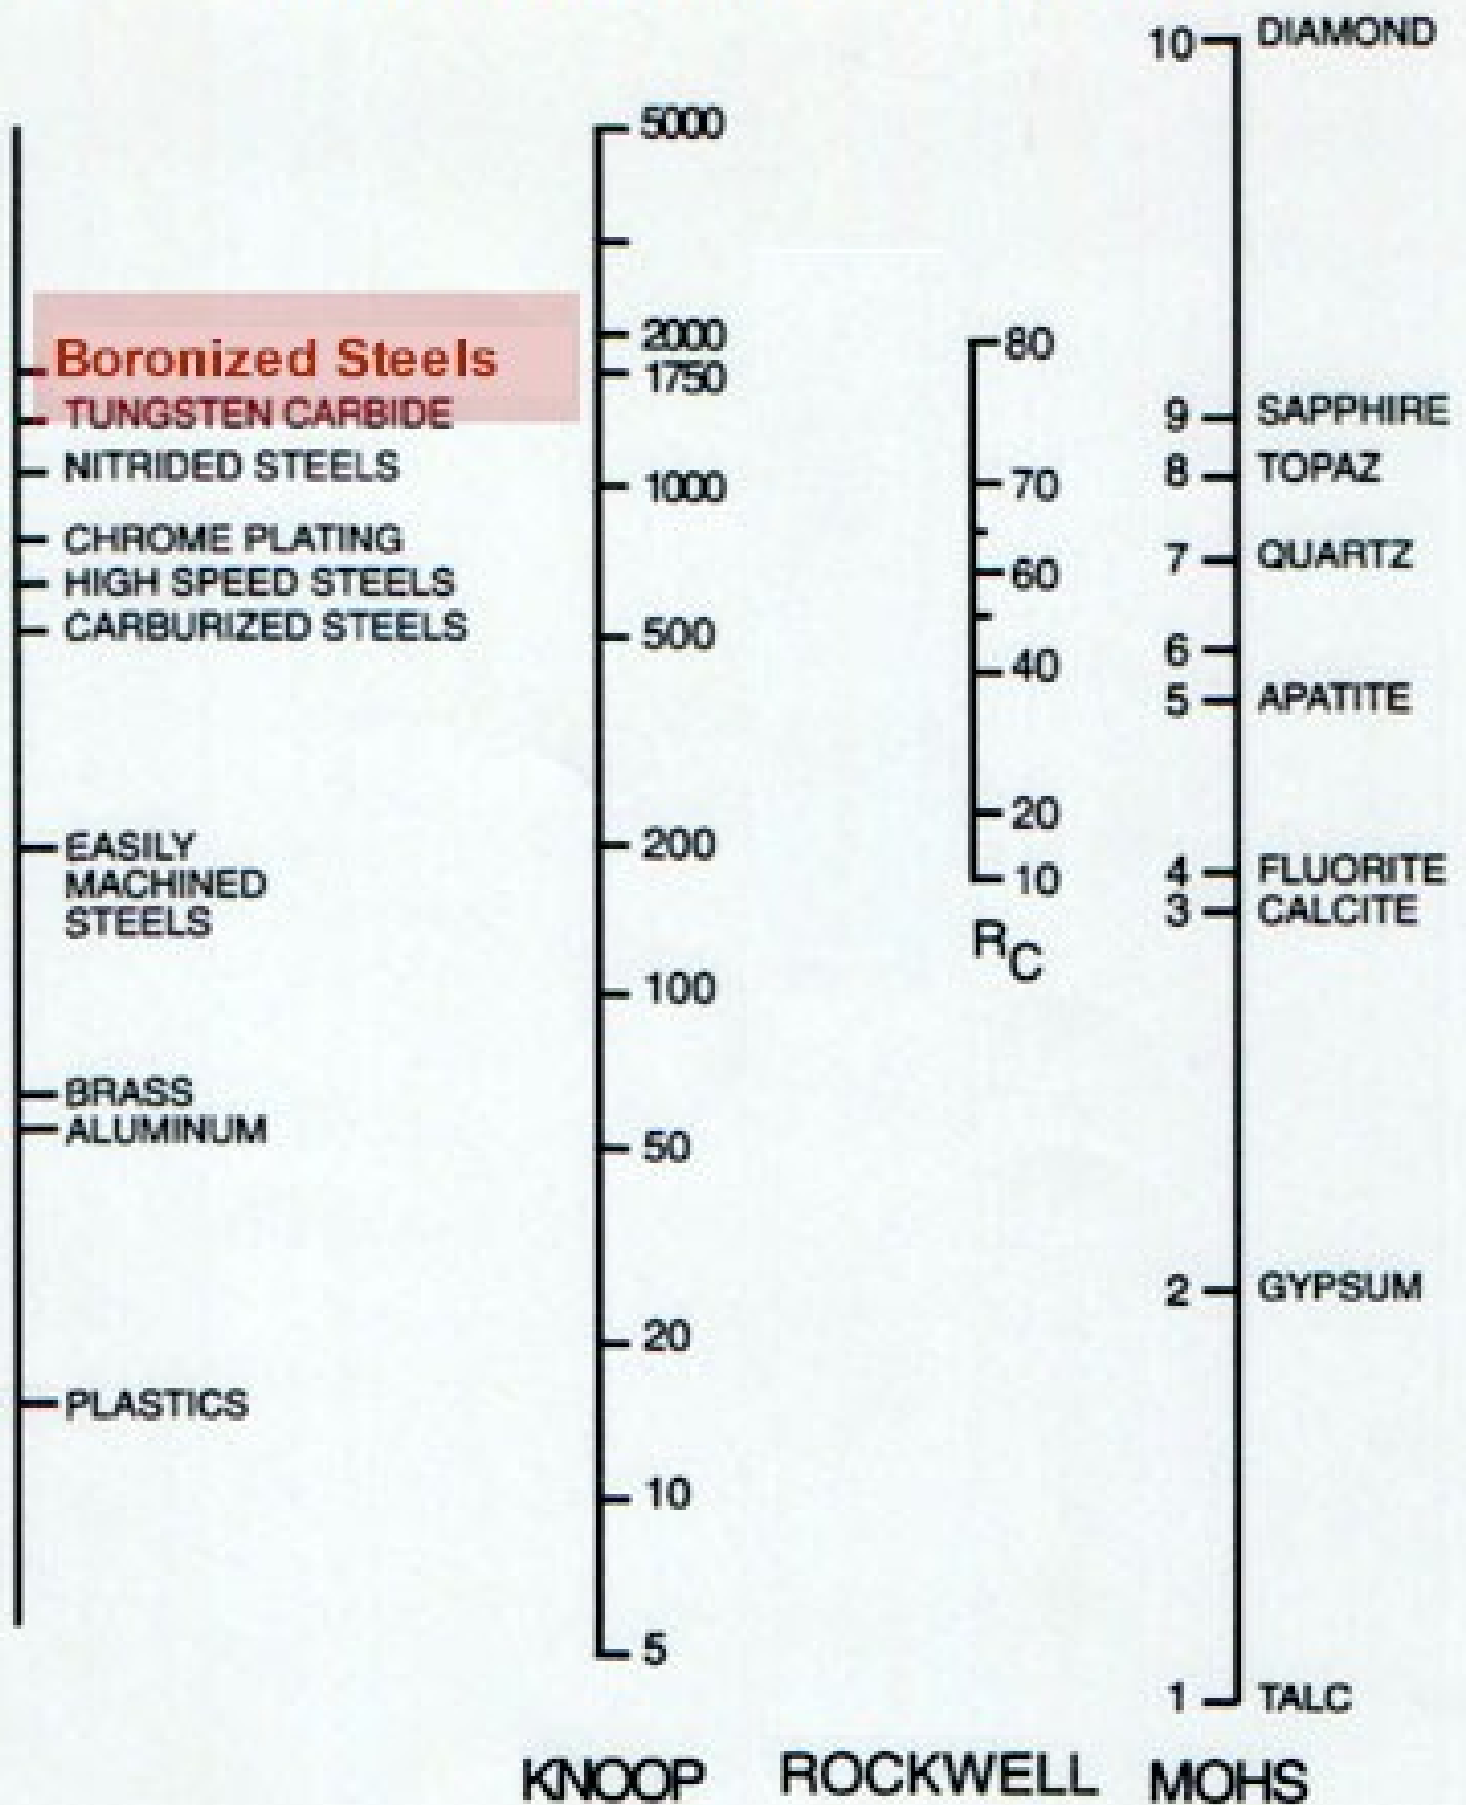 Boronized Steels
TUNGSTEN CARBIDE
NITRIDED STEELS
CHROME PLATING
HIGH SPEED STEELS
CARBURIZED STEELS
EASILY
MACHINED
STEELS
BRASS
ALUMINUM
PLASTICS
5000
2000
1750
1000
500
200
100
50
20
10
5
KNOOP
80
70
60
40
20
10
RC
ROCKWELL
10 DIAMOND
9 SAPPHIRE
8 TOPAZ
7 QUARTZ
6
5 APATITE
4 FLUORITE
3 CALCITE
2 GYPSUM
1 TALC
MOHS